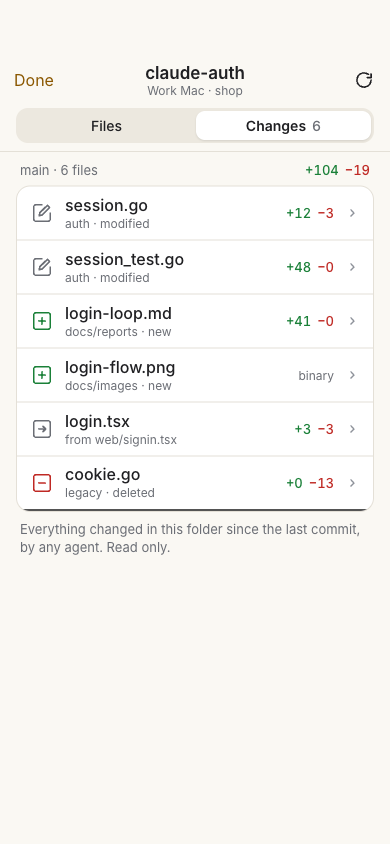 Done
claude-auth
Work Mac · shop
Files
Changes 6
main · 6 files
+104 −19
session.go
auth · modified
+12 −3
session_test.go
auth · modified
+48 −0
login-loop.md
docs/reports · new
+41 −0
login-flow.png
docs/images · new
binary
login.tsx
from web/signin.tsx
+3 −3
cookie.go
legacy · deleted
+0 −13
Everything changed in this folder since the last commit,
by any agent. Read only.